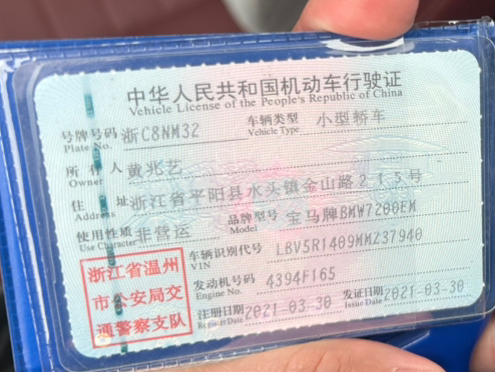 中华人民共和国机动车行驶证
Vehicle License of the People's Republic of China
号牌号码 浙C8NM32 车辆类型 小型轿车
Plate No. Vehicle Type
所有人 黄兆艺
Owner
住址 浙江省平阳县水头镇金山路215号
Address
使用性质 非营运 品牌型号 宝马牌BMW7200EM
Use Character Model
车辆识别代号 LBV5R1409MMZ37940
VIN
发动机号码 4394F165
Engine No.
注册日期 2021-03-30 发证日期 2021-03-30
Register Date Issue Date
浙江省温州
市公安局交
通警察支队